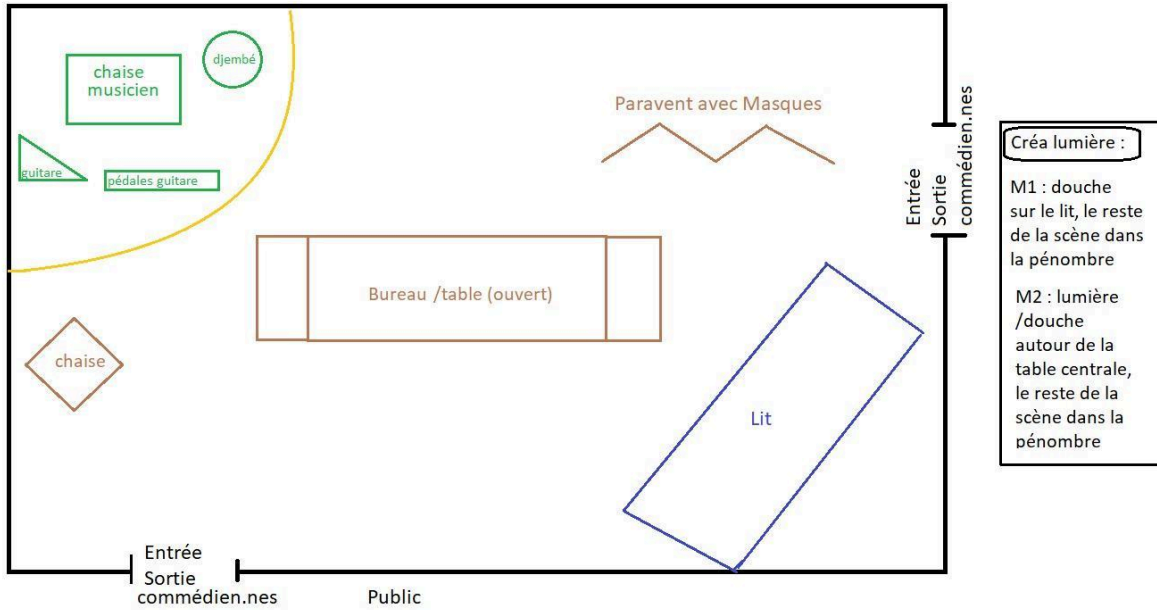 chaise
musicien
djembé
guitare
pédales guitare
Paravent avec Masques
Entrée
Sortie
commédien.nes
Bureau /table (ouvert)
chaise
Lit
Entrée
Sortie
commédien.nes
Public
Créa lumière :
M1 : douche
sur le lit, le reste
de la scène dans
la pénombre
M2 : lumière
/douche
autour de la
table centrale,
le reste de la
scène dans la
pénombre